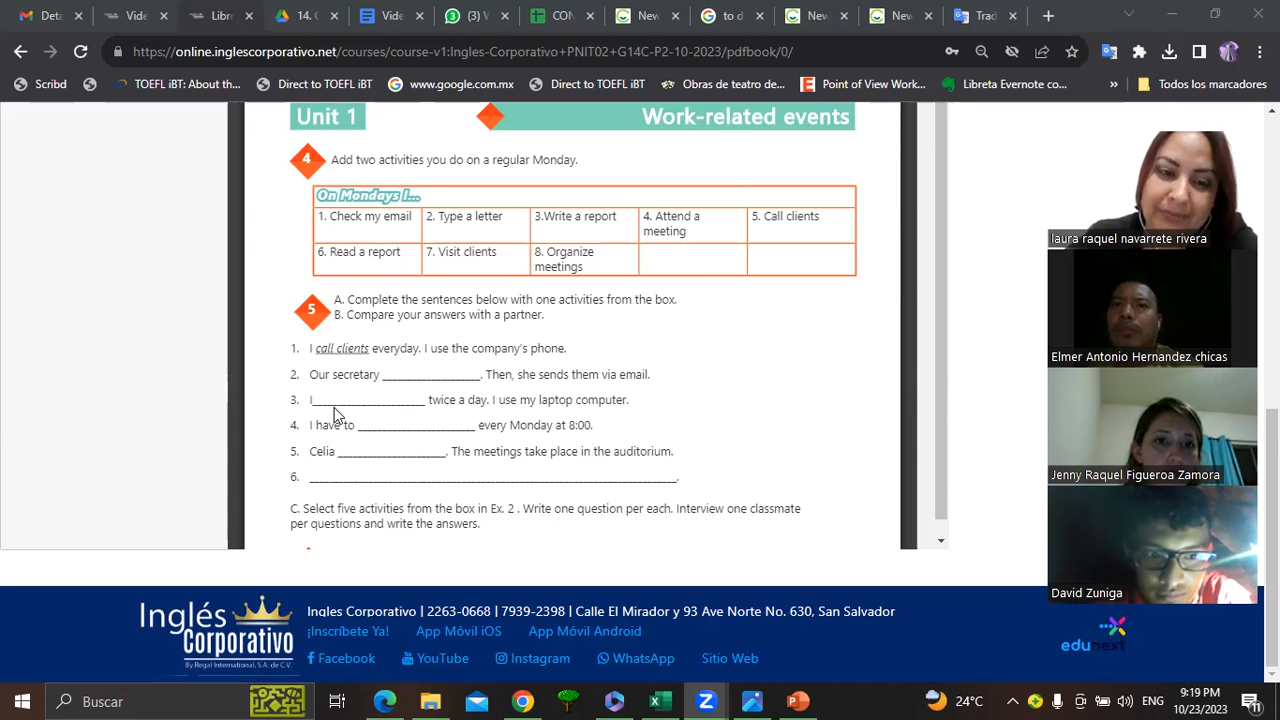 Deta
Vide
Libr
14.
Vide
(3) W
CON
New
to d
New
New
Trad
https://online.inglescorporativo.net/courses/course-v1:Ingles-Corporativo+PNIT02+G14C-P2-10-2023/pdfbook/0/
Scribd
TOEFL iBT: About th...
Direct to TOEFL iBT
www.google.com.mx
Direct to TOEFL iBT
Obras de teatro de...
Point of View Work...
Libreta Evernote co...
»
Todos los marcadores
Unit 1
Work-related events
4 Add two activities you do on a regular Monday.
On Mondays I...
1. Check my email 2. Type a letter 3.Write a report 4. Attend a meeting 5. Call clients
6. Read a report 7. Visit clients 8. Organize meetings
5 A. Complete the sentences below with one activities from the box.
B. Compare your answers with a partner.
1. I call clients everyday. I use the company's phone.
2. Our secretary ____________________. Then, she sends them via email.
3. I_______________________ twice a day. I use my laptop computer.
4. I have to ________________________ every Monday at 8:00.
5. Celia ______________________. The meetings take place in the auditorium.
6. ____________________________________________________________________________.
C. Select five activities from the box in Ex. 2 . Write one question per each. Interview one classmate
per questions and write the answers.
laura raquel navarrete rivera
Elmer Antonio Hernandez chicas
Jenny Raquel Figueroa Zamora
David Zuniga
Inglés
Corporativo
By Regal International, S.A. de C.V.
Ingles Corporativo | 2263-0668 | 7939-2398 | Calle El Mirador y 93 Ave Norte No. 630, San Salvador
¡Inscríbete Ya! App Móvil iOS App Móvil Android
Facebook YouTube Instagram WhatsApp Sitio Web
edunext
Buscar
24°C
ENG
9:19 PM
10/23/2023
11